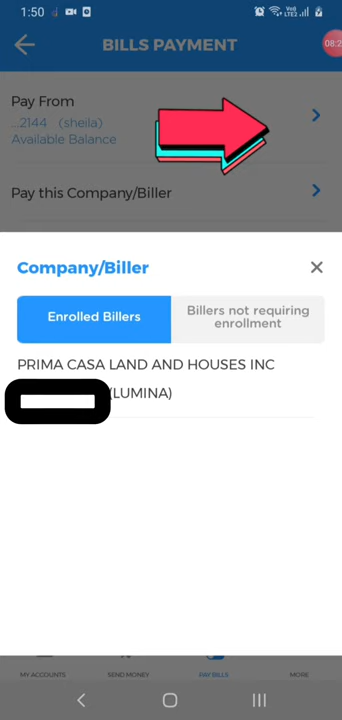 1:50
LTE2
08:2
BILLS PAYMENT
Pay From
...2144 (sheila)
Available Balance
Pay this Company/Biller
Company/Biller
Enrolled Billers
Billers not requiring
enrollment
PRIMA CASA LAND AND HOUSES INC
(LUMINA)
MY ACCOUNTS
SEND MONEY
PAY BILLS
MORE